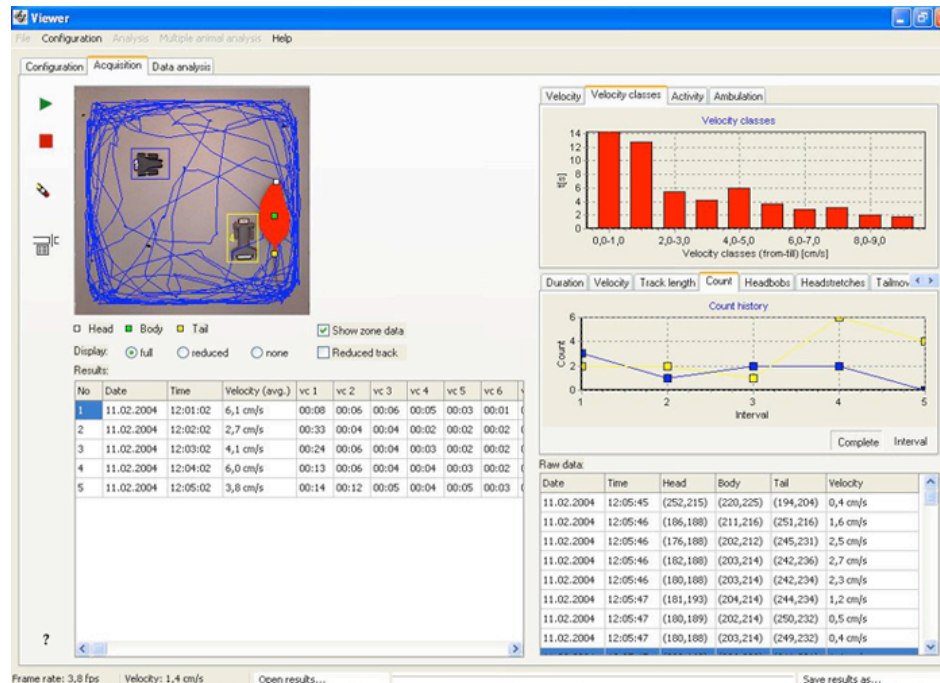 Viewer
File Configuration Analysis Multiple animal analysis Help
Configuration Acquisition Data analysis
Head Body Tail
Show zone data
Display: full reduced none
Reduced track
Results:
No Date Time Velocity (avg.) vc 1 vc 2 vc 3 vc 4 vc 5 vc 6
1 11.02.2004 12:01:02 6,1 cm/s 00:08 00:06 00:06 00:05 00:03 00:01
2 11.02.2004 12:02:02 2,7 cm/s 00:33 00:04 00:04 00:02 00:02 00:02
3 11.02.2004 12:03:02 4,1 cm/s 00:24 00:06 00:04 00:03 00:02 00:02
4 11.02.2004 12:04:02 6,0 cm/s 00:13 00:06 00:04 00:04 00:03 00:02
5 11.02.2004 12:05:02 3,8 cm/s 00:14 00:12 00:05 00:04 00:05 00:03
?
Velocity Velocity classes Activity Ambulation
Velocity classes
t[s]
14
12
10
8
6
4
2
0
0,0-1,0 2,0-3,0 4,0-5,0 6,0-7,0 8,0-9,0
Velocity classes (from-till) [cm/s]
Duration Velocity Track length Count Headbobs Headstretches Tailmov
Count history
Count
6
4
2
0
1 2 3 4 5
Interval
Complete Interval
Raw data:
Date Time Head Body Tail Velocity
11.02.2004 12:05:45 (252,215) (220,225) (194,204) 0,4 cm/s
11.02.2004 12:05:46 (186,188) (211,216) (251,216) 1,6 cm/s
11.02.2004 12:05:46 (176,188) (202,212) (245,231) 2,5 cm/s
11.02.2004 12:05:46 (182,188) (203,214) (242,236) 2,7 cm/s
11.02.2004 12:05:46 (180,188) (203,214) (242,234) 2,3 cm/s
11.02.2004 12:05:47 (181,193) (204,214) (244,234) 1,2 cm/s
11.02.2004 12:05:47 (180,189) (202,214) (250,232) 0,5 cm/s
11.02.2004 12:05:47 (180,188) (203,214) (249,232) 0,4 cm/s
Frame rate: 3,8 fps Velocity: 1,4 cm/s Open results... Save results as...